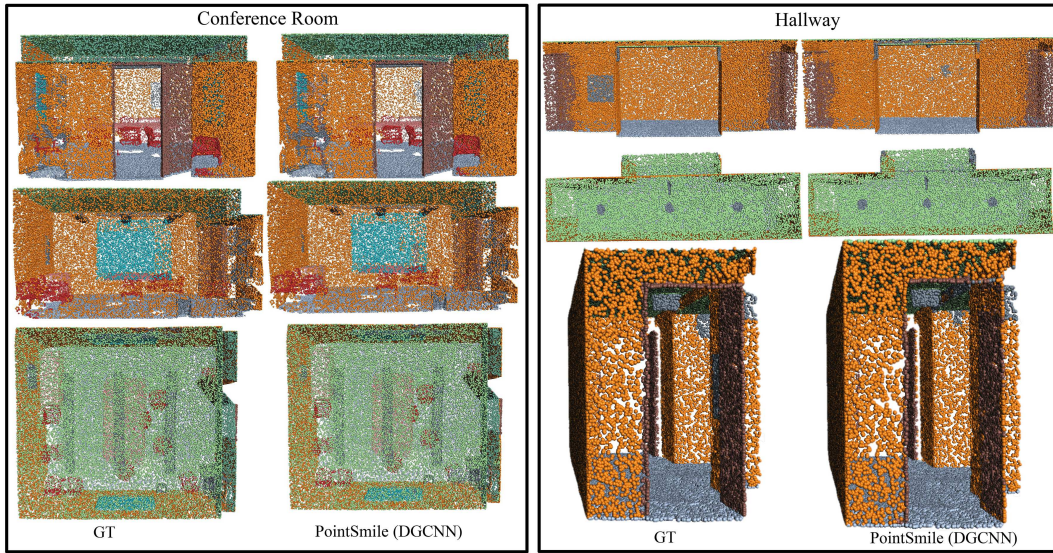 Conference Room
Hallway
GT
PointSmile (DGCNN)
GT
PointSmile (DGCNN)